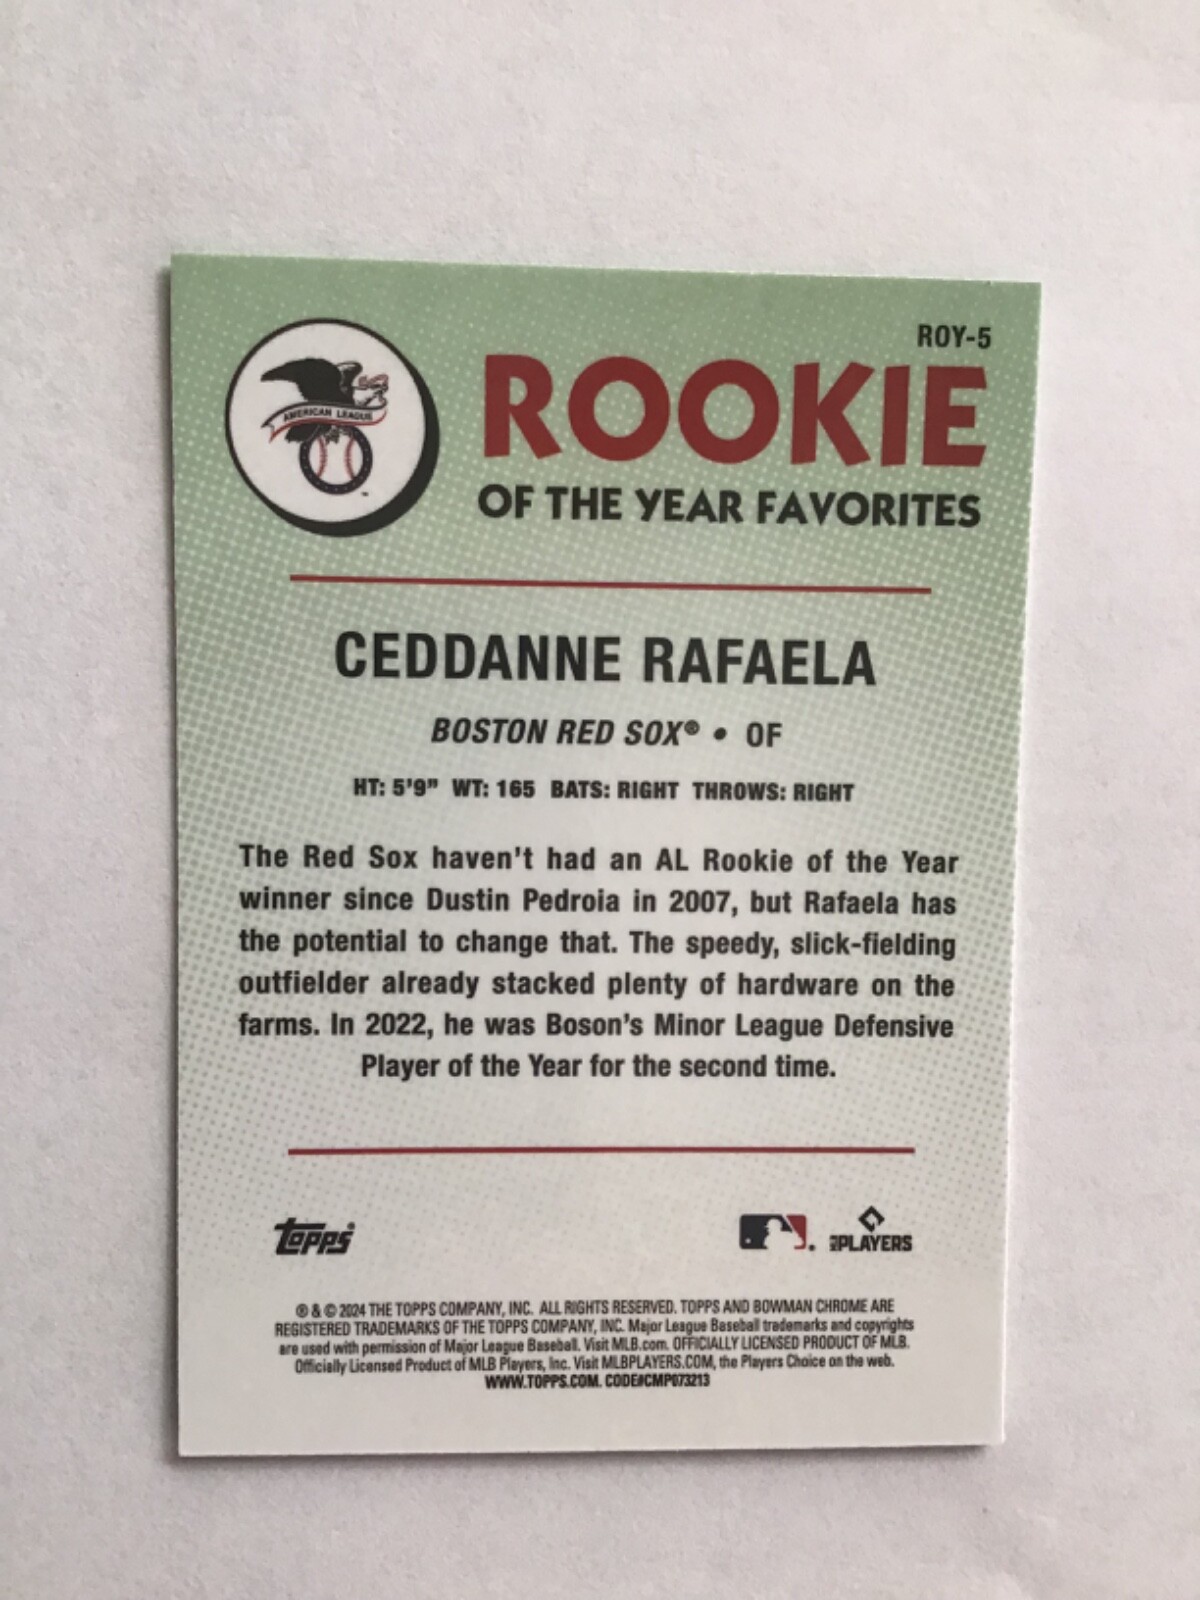 ROY-5
AMERICAN LEAGUE
ROOKIE
OF THE YEAR FAVORITES
CEDDANNE RAFAELA
BOSTON RED SOX® • OF
HT: 5'9” WT: 165 BATS: RIGHT THROWS: RIGHT
The Red Sox haven't had an AL Rookie of the Year
winner since Dustin Pedroia in 2007, but Rafaela has
the potential to change that. The speedy, slick-fielding
outfielder already stacked plenty of hardware on the
farms. In 2022, he was Boson's Minor League Defensive
Player of the Year for the second time.
Topps®
MLB PLAYERS
® & © 2024 THE TOPPS COMPANY, INC. ALL RIGHTS RESERVED. TOPPS AND BOWMAN CHROME ARE
REGISTERED TRADEMARKS OF THE TOPPS COMPANY, INC. Major League Baseball trademarks and copyrights
are used with permission of Major League Baseball. Visit MLB.com. OFFICIALLY LICENSED PRODUCT OF MLB.
Officially Licensed Product of MLB Players, Inc. Visit MLBPLAYERS.COM, the Players Choice on the web.
WWW.TOPPS.COM. CODE#CMP073213